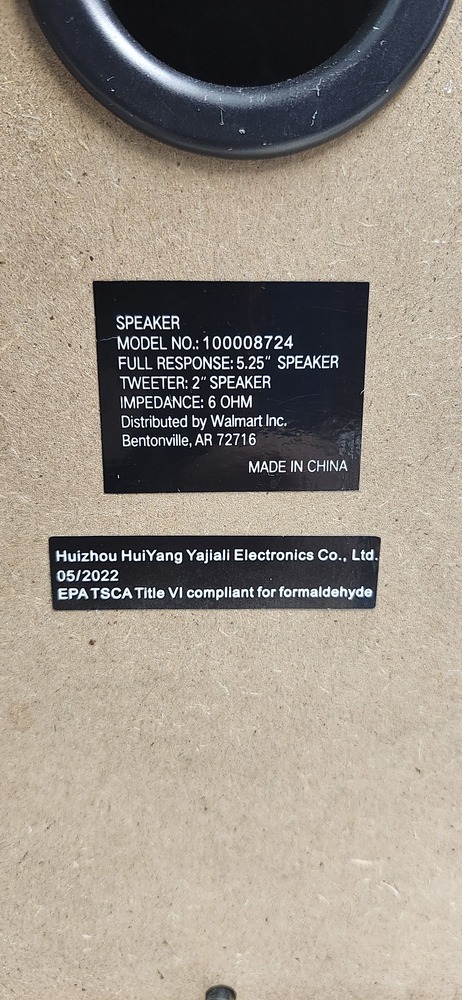 SPEAKER
MODEL NO.: 100008724
FULL RESPONSE: 5.25" SPEAKER
TWEETER: 2" SPEAKER
IMPEDANCE: 6 OHM
Distributed by Walmart Inc.
Bentonville, AR 72716
MADE IN CHINA
Huizhou HuiYang Yajiali Electronics Co., Ltd.
05/2022
EPA TSCA Title VI compliant for formaldehyde